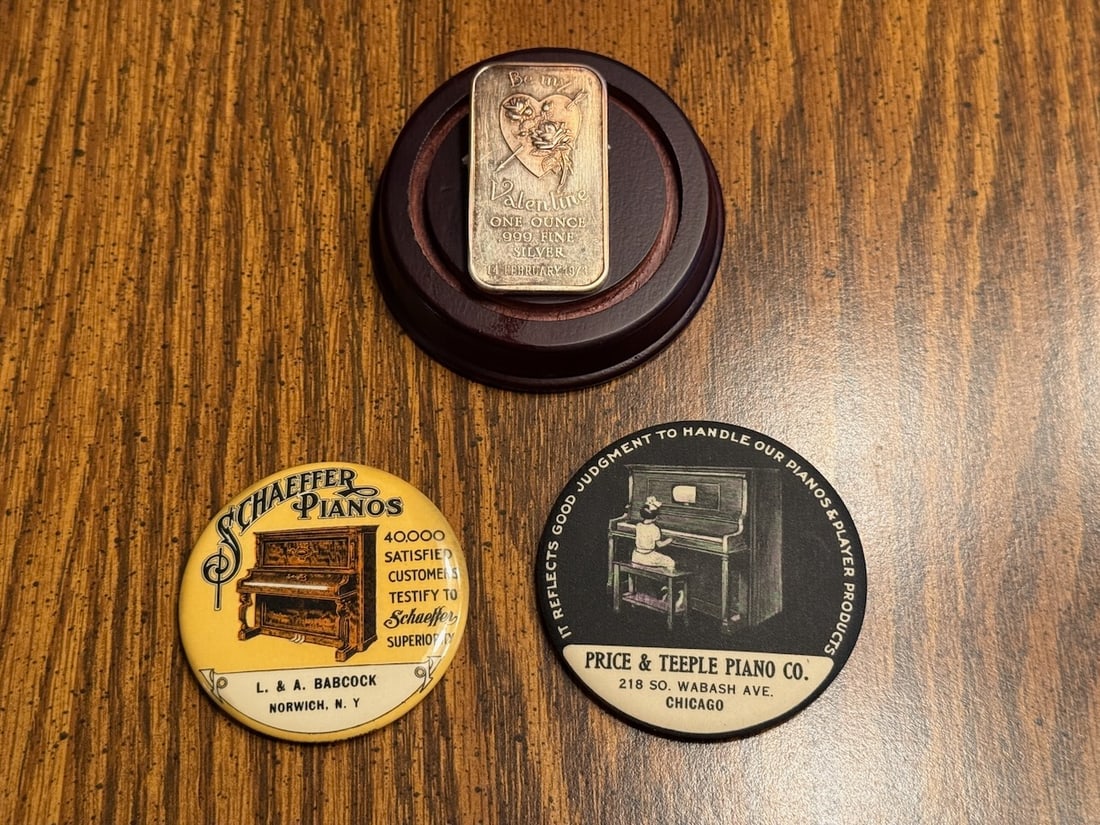 Be my
Valentine
ONE OUNCE
.999 FINE
SILVER
14 FEBRUARY
SCHAEFFER
PIANOS
40,000
SATISFIED
CUSTOMERS
TESTIFY TO
Schaeffer
SUPERIORITY
L. & A. BABCOCK
NORWICH, N. Y
IT REFLECTS GOOD JUDGMENT TO HANDLE OUR PIANOS & PLAYER PRODUCTS
PRICE & TEEPLE PIANO CO.
218 SO. WABASH AVE.
CHICAGO